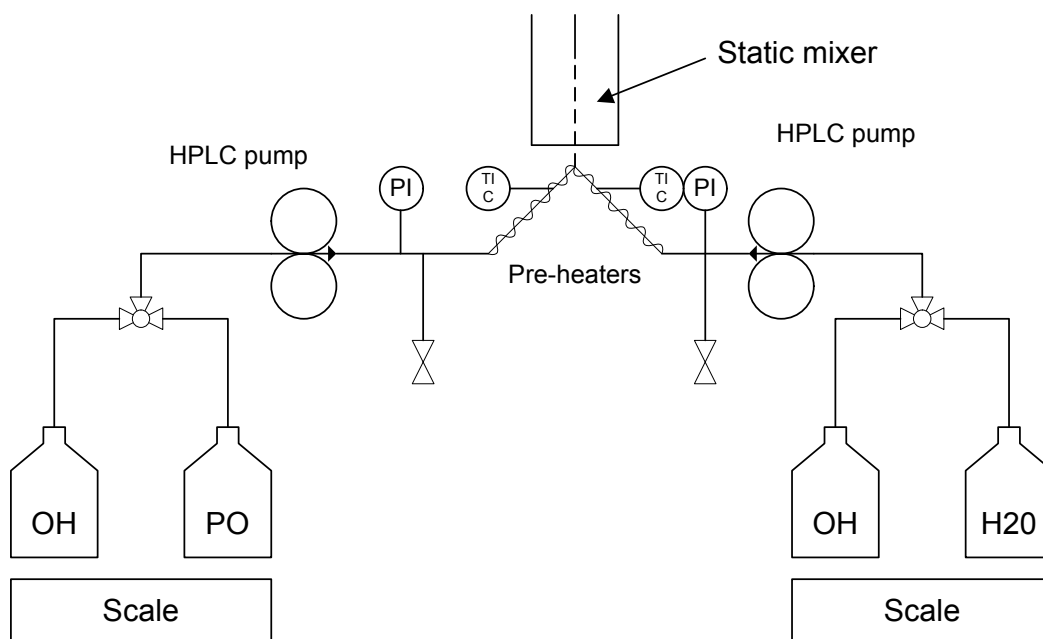 Static mixer
HPLC pump
HPLC pump
PI
TI
C
TI
C
PI
Pre-heaters
OH
PO
OH
H20
Scale
Scale